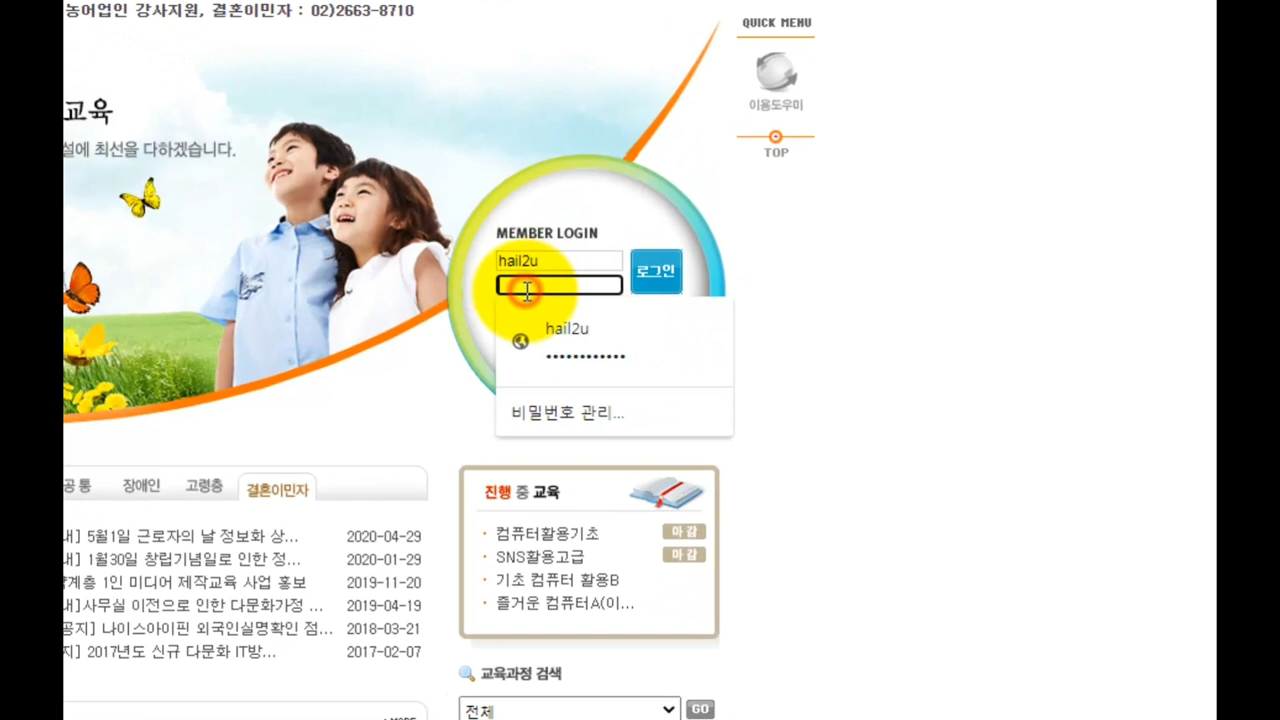 농어업인 강사지원, 결혼이민자 : 02)2663-8710
QUICK MENU
이용도우미
TOP
교육
설에 최선을 다하겠습니다.
MEMBER LOGIN
hail2u
로그인
hail2u
••••••••••••
비밀번호 관리...
공 통 장애인 고령층 결혼이민자
내] 5월1일 근로자의 날 정보화 상... 2020-04-29
내] 1월30일 창립기념일로 인한 정... 2020-01-29
계층 1인 미디어 제작교육 사업 홍보 2019-11-20
내]사무실 이전으로 인한 다문화가정 ... 2019-04-19
공지] 나이스아이핀 외국인실명확인 점... 2018-03-21
지] 2017년도 신규 다문화 IT방... 2017-02-07
진행 중 교육
컴퓨터활용기초 마 감
SNS활용고급 마 감
기초 컴퓨터 활용B
즐거운 컴퓨터A(이...
교육과정 검색
전체 GO